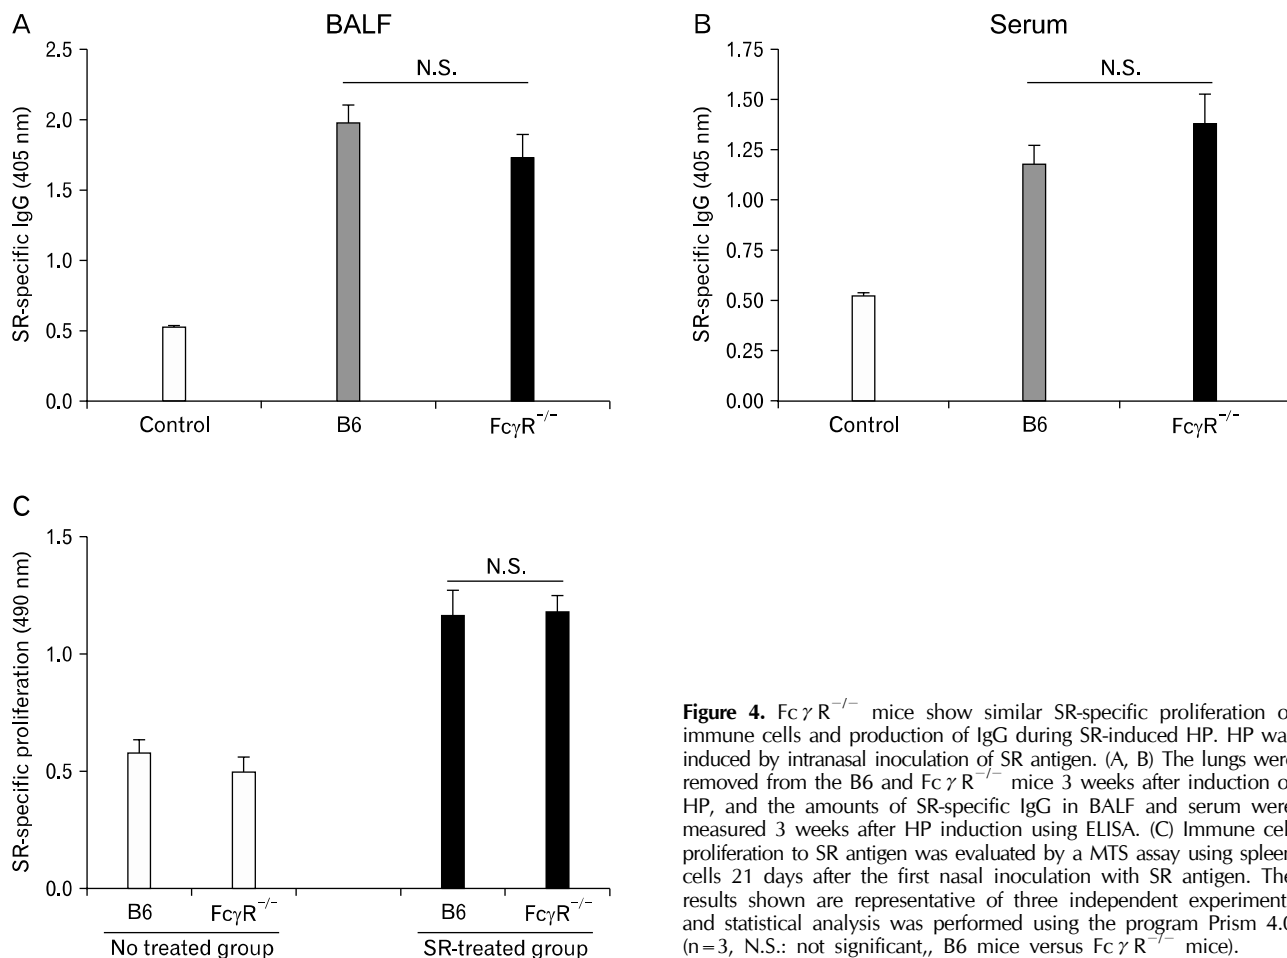 A
BALF
2.5
2.0
1.5
1.0
0.5
0.0
SR-specific IgG (405 nm)
N.S.
Control
B6
FcγR⁻/⁻
B
Serum
1.75
1.50
1.25
1.00
0.75
0.50
0.25
0.00
SR-specific IgG (405 nm)
N.S.
Control
B6
FcγR⁻/⁻
C
1.5
1.0
0.5
0.0
SR-specific proliferation (490 nm)
N.S.
B6
FcγR⁻/⁻
B6
FcγR⁻/⁻
No treated group
SR-treated group
Figure 4. Fc γ R⁻/⁻ mice show similar SR-specific proliferation o
immune cells and production of IgG during SR-induced HP. HP wa
induced by intranasal inoculation of SR antigen. (A, B) The lungs were
removed from the B6 and Fc γ R⁻/⁻ mice 3 weeks after induction o
HP, and the amounts of SR-specific IgG in BALF and serum were
measured 3 weeks after HP induction using ELISA. (C) Immune cel
proliferation to SR antigen was evaluated by a MTS assay using spleen
cells 21 days after the first nasal inoculation with SR antigen. The
results shown are representative of three independent experiment
and statistical analysis was performed using the program Prism 4.0
(n=3, N.S.: not significant,, B6 mice versus Fc γ R⁻/⁻ mice).